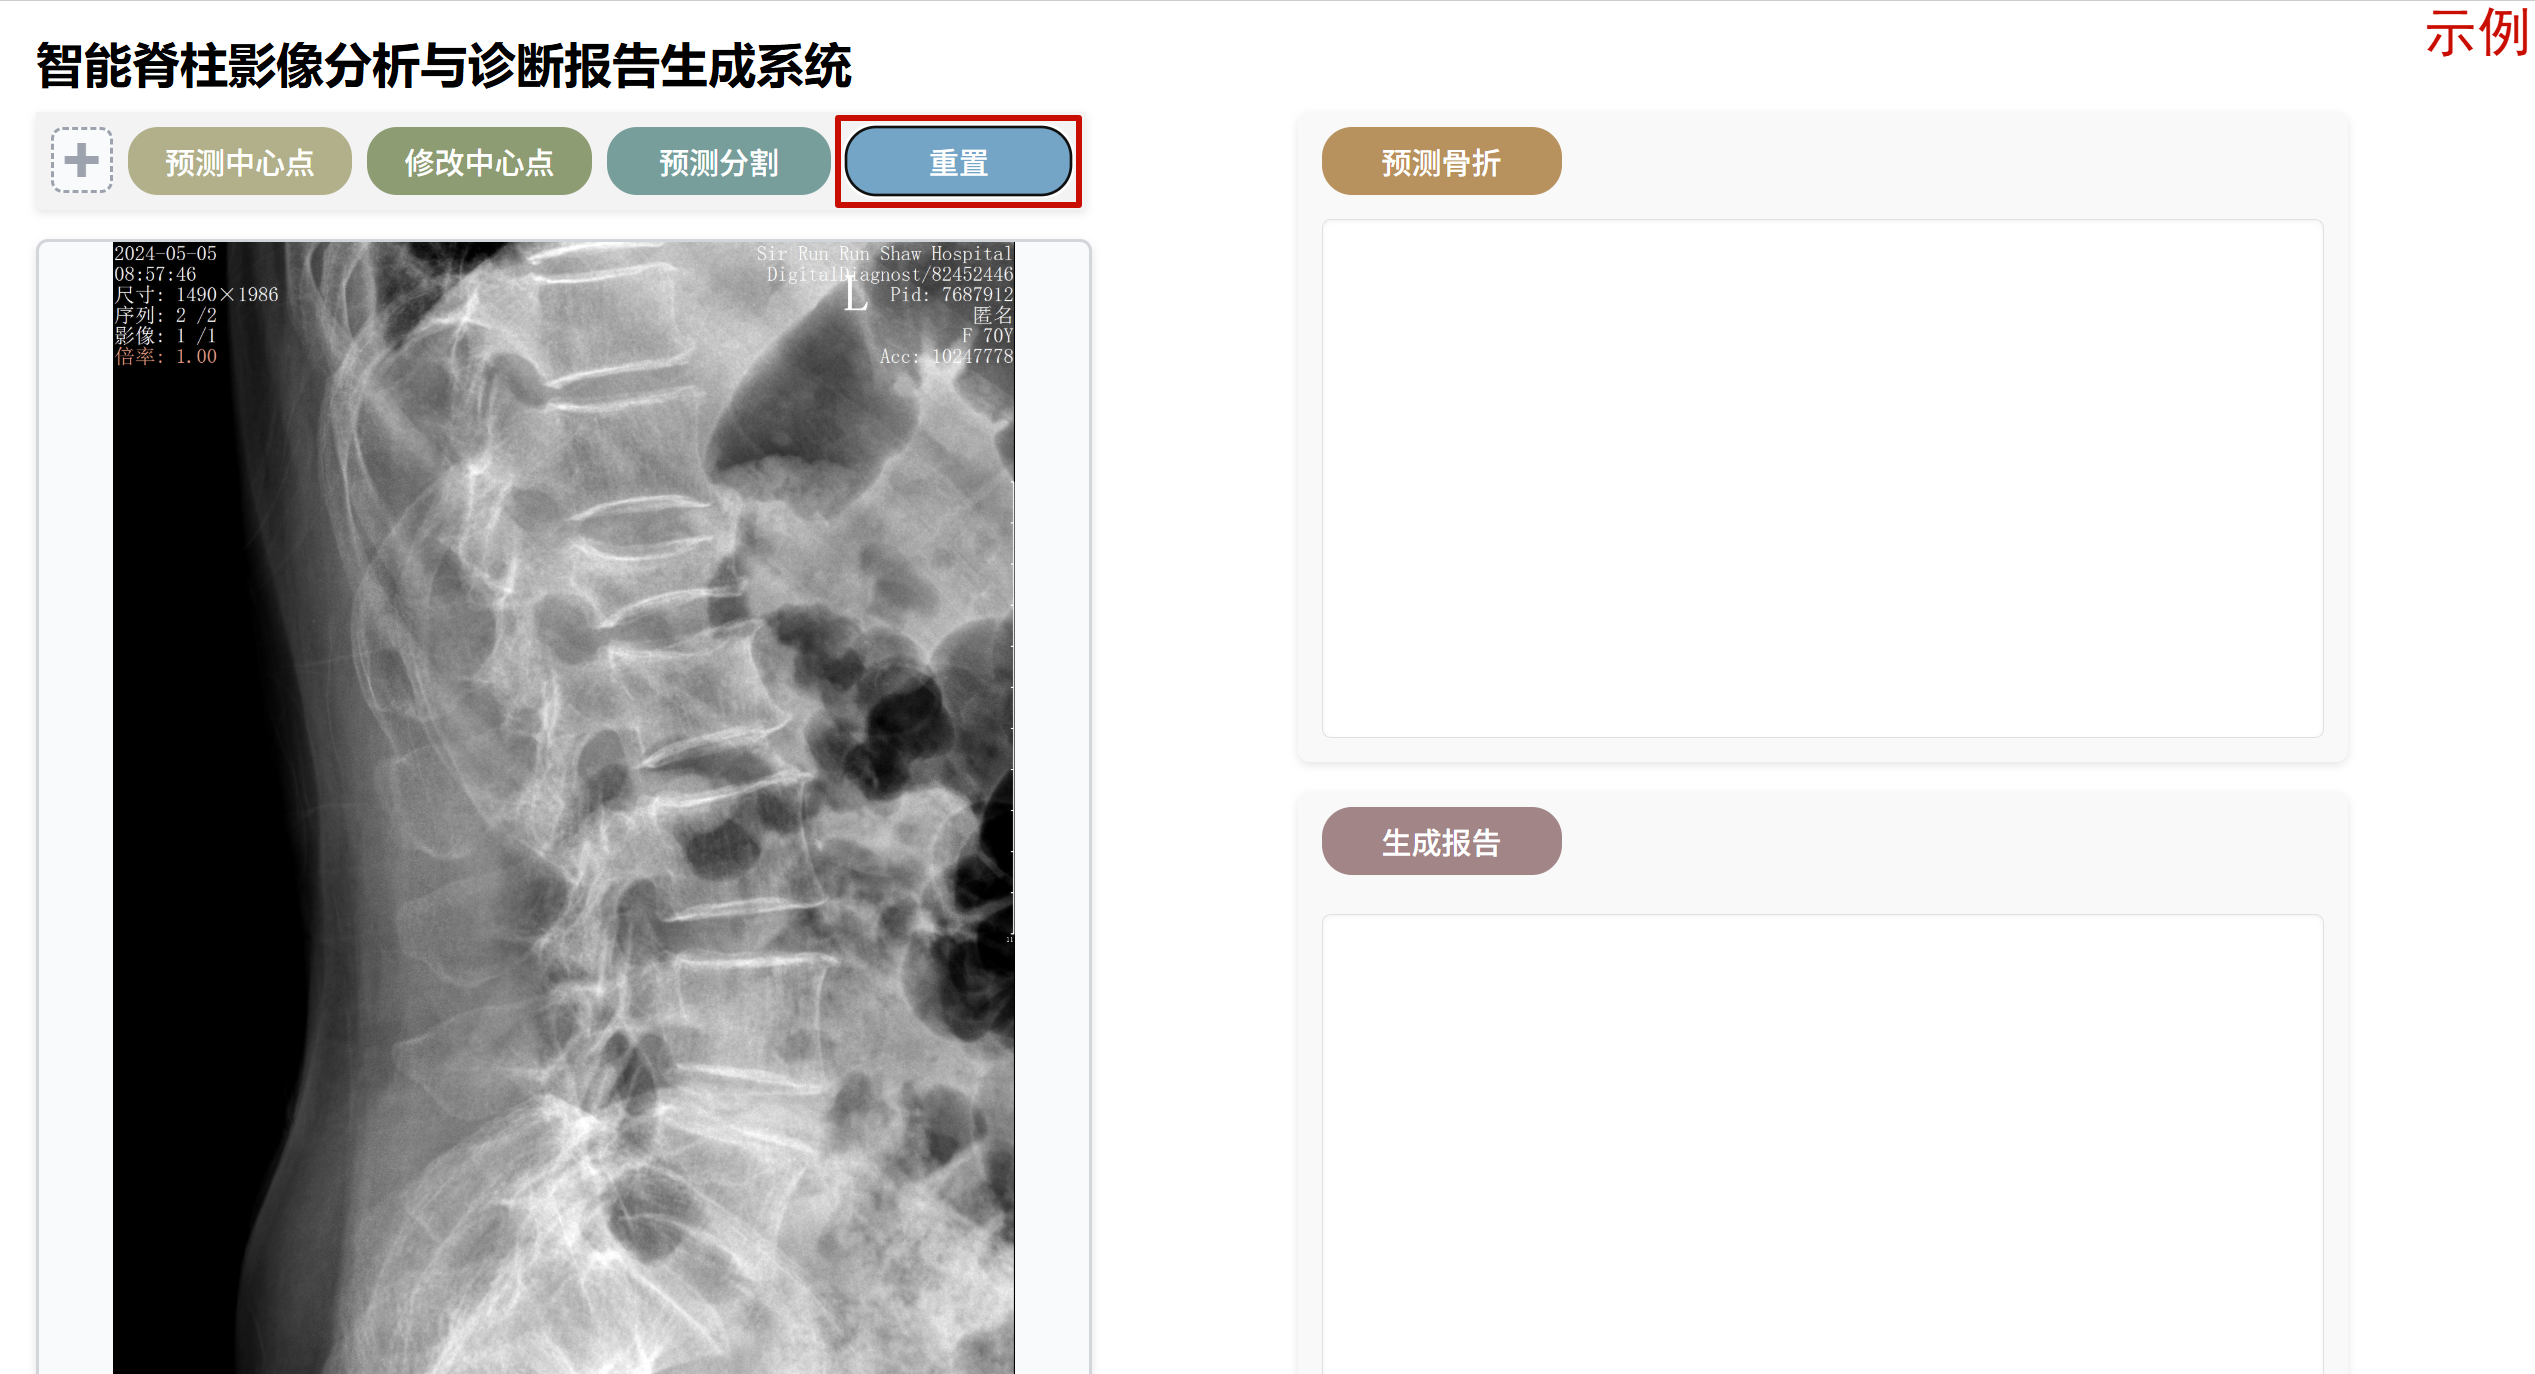 示例
智能脊柱影像分析与诊断报告生成系统
预测中心点
修改中心点
预测分割
重置
2024-05-05
08:57:46
尺寸: 1490×1986
序列: 2 /2
影像: 1 /1
倍率: 1.00
Sir Run Run Shaw Hospital
DigitalDiagnost/82452446
Pid: 7687912
匿名
F 70Y
Acc: 10247778
L
预测骨折
生成报告